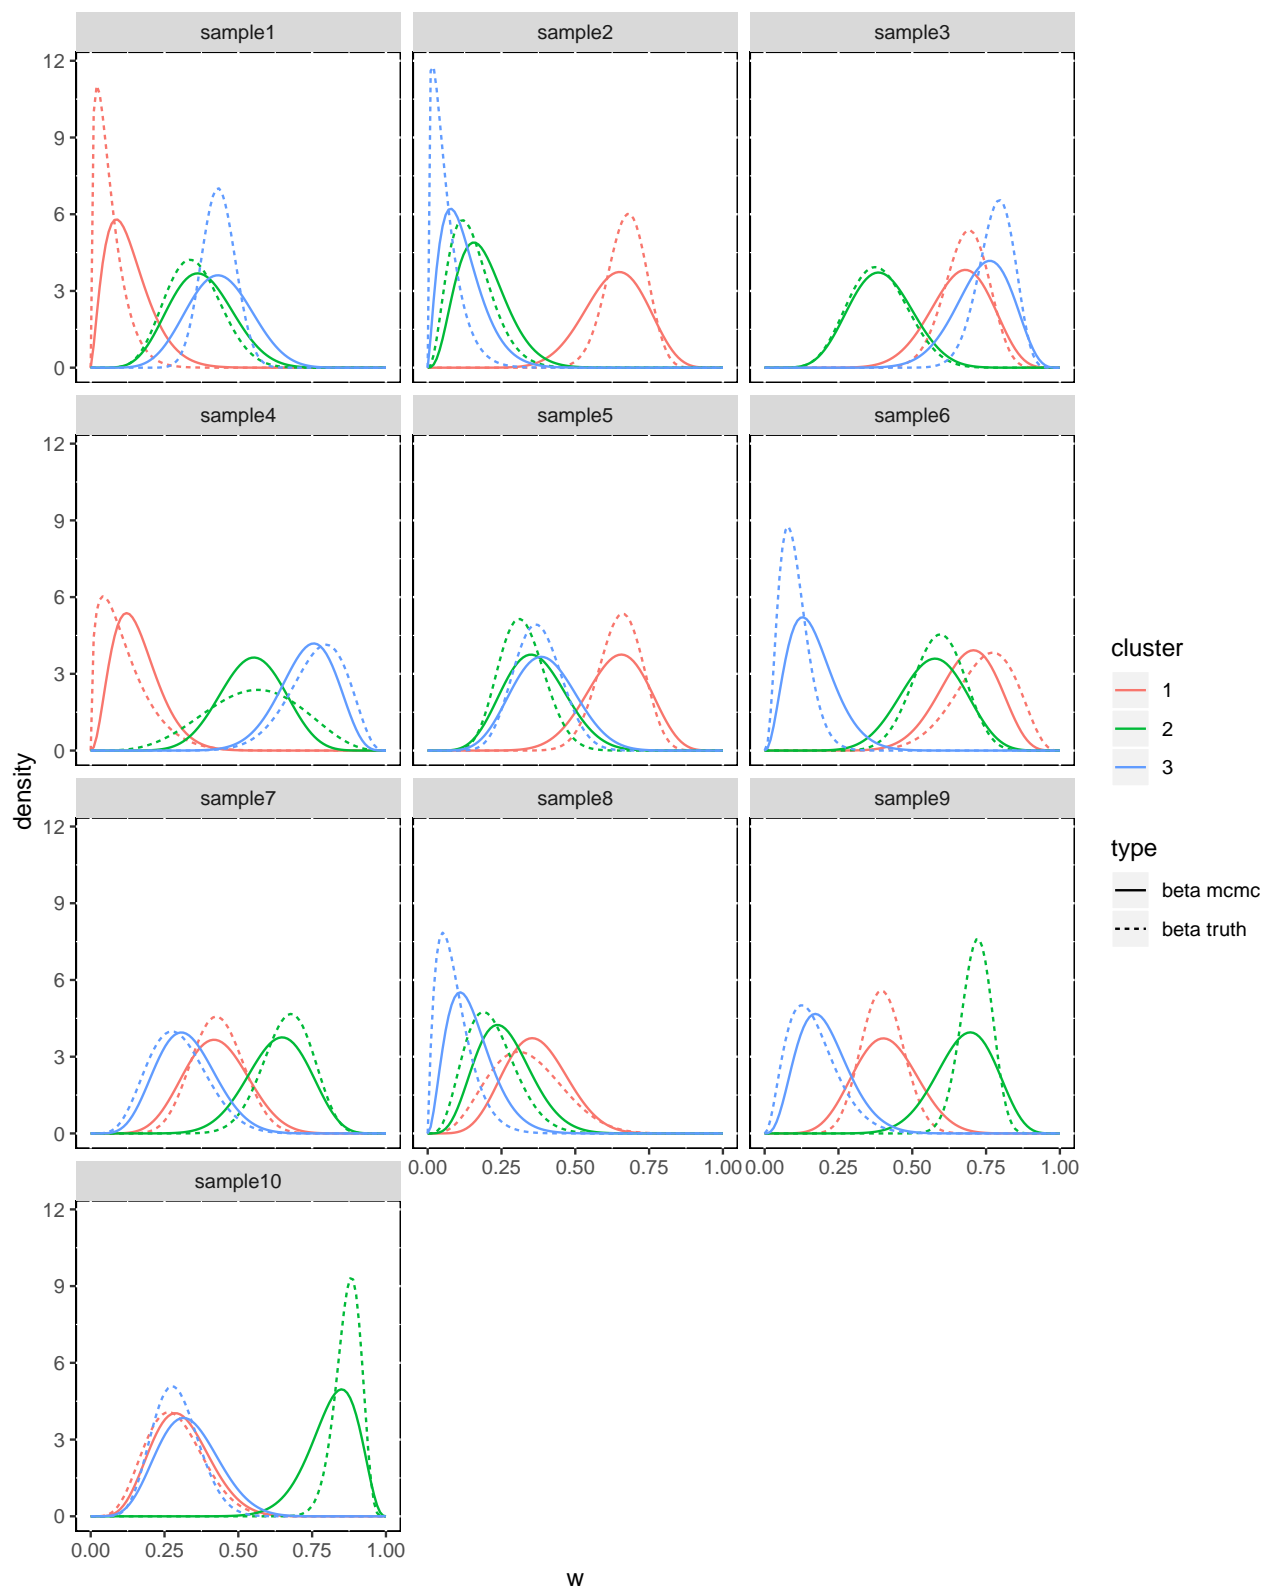 sample1 sample2 sample3
12
9
6
3
0
sample4 sample5 sample6
12
9
6
3
0
sample7 sample8 sample9
12
9
6
3
0
0.00 0.25 0.50 0.75 1.00 0.00 0.25 0.50 0.75 1.00
sample10
12
9
6
3
0
0.00 0.25 0.50 0.75 1.00
w
density
cluster
1
2
3
type
beta mcmc
beta truth